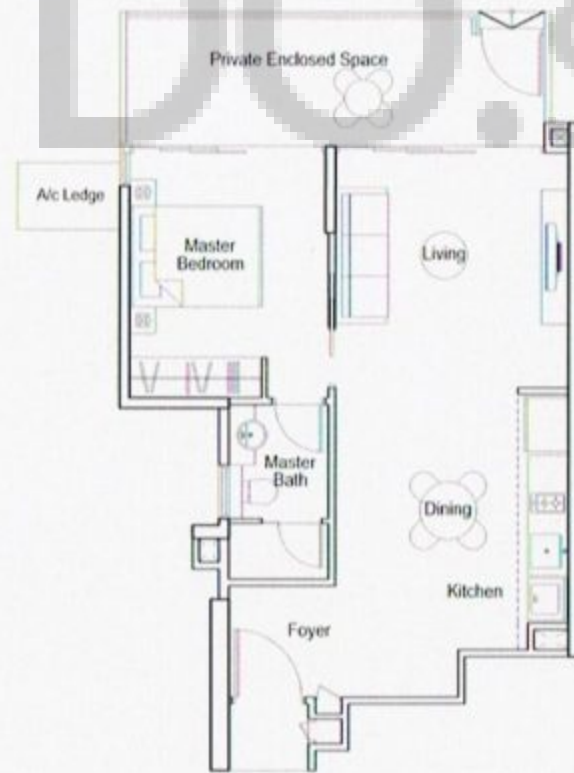 Private Enclosed Space
A/c Ledge
Master
Bedroom
Living
Master
Bath
Dining
Kitchen
Foyer